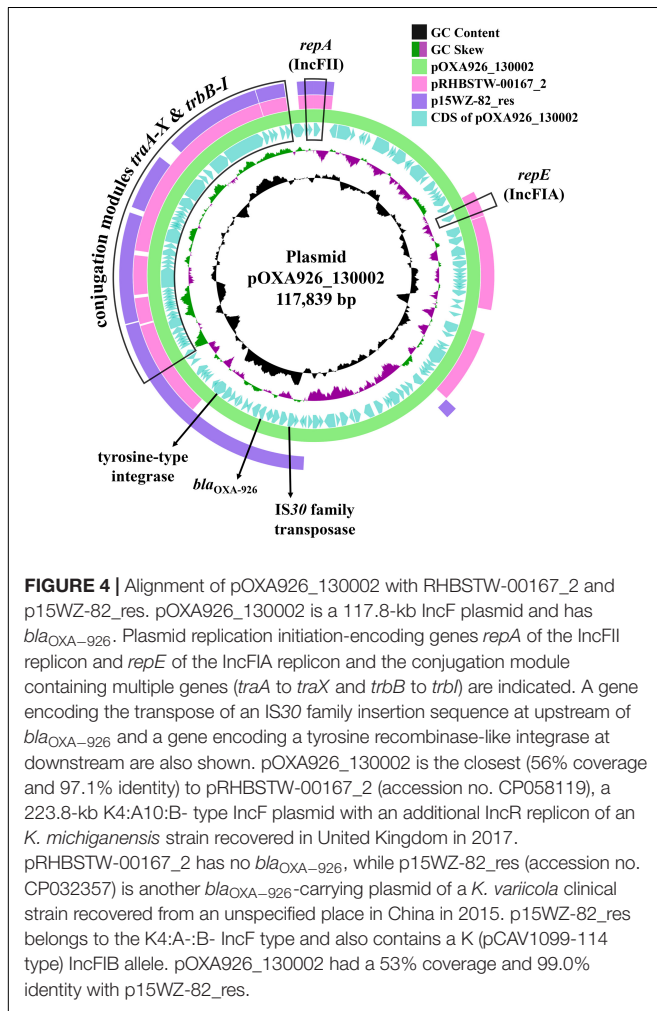 GC Content
GC Skew
pOXA926_130002
pRHBSTW-00167_2
p15WZ-82_res
CDS of pOXA926_130002
repA
(IncFII)
repE
(IncFIA)
conjugation modules traA-X & trbB-I
Plasmid
pOXA926_130002
117,839 bp
tyrosine-type
integrase
blaOXA-926
IS30 family
transposase
FIGURE 4 | Alignment of pOXA926_130002 with RHBSTW-00167_2 and
p15WZ-82_res. pOXA926_130002 is a 117.8-kb IncF plasmid and has
blaOXA−926. Plasmid replication initiation-encoding genes repA of the IncFII
replicon and repE of the IncFIA replicon and the conjugation module
containing multiple genes (traA to traX and trbB to trbI) are indicated. A gene
encoding the transpose of an IS30 family insertion sequence at upstream of
blaOXA−926 and a gene encoding a tyrosine recombinase-like integrase at
downstream are also shown. pOXA926_130002 is the closest (56% coverage
and 97.1% identity) to pRHBSTW-00167_2 (accession no. CP058119), a
223.8-kb K4:A10:B- type IncF plasmid with an additional IncR replicon of an
K. michiganensis strain recovered in United Kingdom in 2017.
pRHBSTW-00167_2 has no blaOXA−926, while p15WZ-82_res (accession no.
CP032357) is another blaOXA−926-carrying plasmid of a K. variicola clinical
strain recovered from an unspecified place in China in 2015. p15WZ-82_res
belongs to the K4:A-:B- IncF type and also contains a K (pCAV1099-114
type) IncFIB allele. pOXA926_130002 had a 53% coverage and 99.0%
identity with p15WZ-82_res.